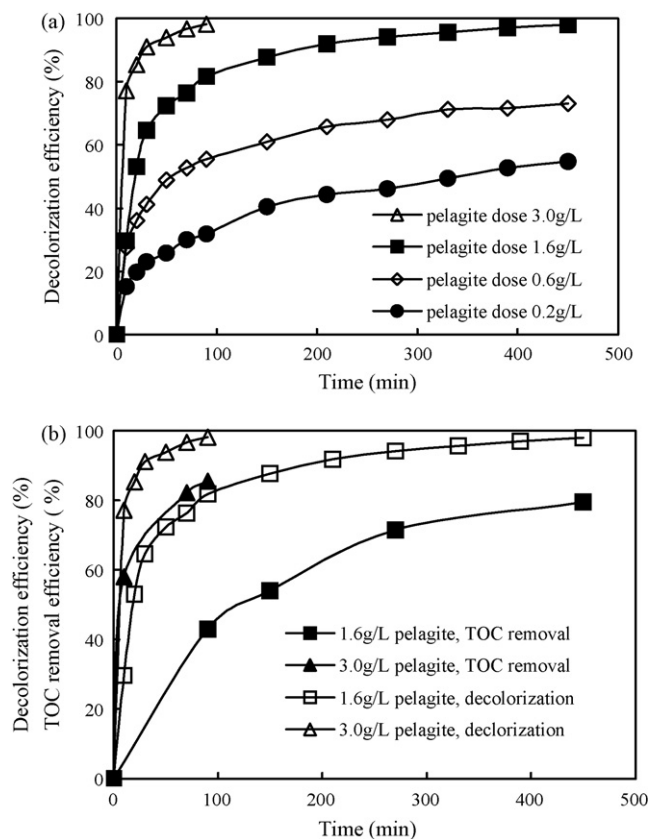 (a)
100
80
60
40
20
0
Decolorization efficiency (%)
pelagite dose 3.0g/L
pelagite dose 1.6g/L
pelagite dose 0.6g/L
pelagite dose 0.2g/L
0 100 200 300 400 500
Time (min)
(b)
100
80
60
40
20
0
Decolorization efficiency (%)
TOC removal efficiency ( %)
1.6g/L pelagite, TOC removal
3.0g/L pelagite, TOC removal
1.6g/L pelagite, decolorization
3.0g/L pelagite, declorization
0 100 200 300 400 500
Time (min)